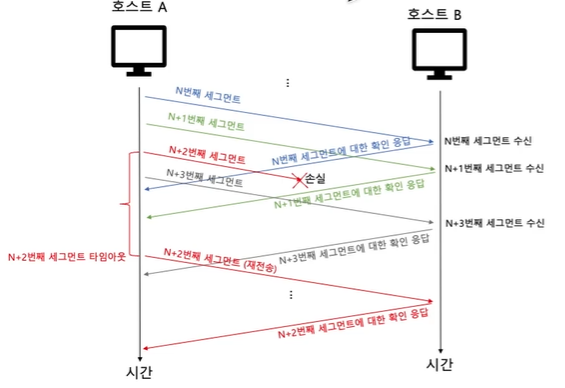 호스트 A
호스트 B
N번째 세그먼트
N+1번째 세그먼트
N번째 세그먼트에 대한 확인 응답
N번째 세그먼트 수신
N+2번째 세그먼트
손실
N+1번째 세그먼트 수신
N+3번째 세그먼트
N+1번째 세그먼트에 대한 확인 응답
N+3번째 세그먼트 수신
N+2번째 세그먼트 타임아웃
N+2번째 세그먼트 (재전송)
N+3번째 세그먼트에 대한 확인 응답
N+2번째 세그먼트에 대한 확인 응답
시간
시간